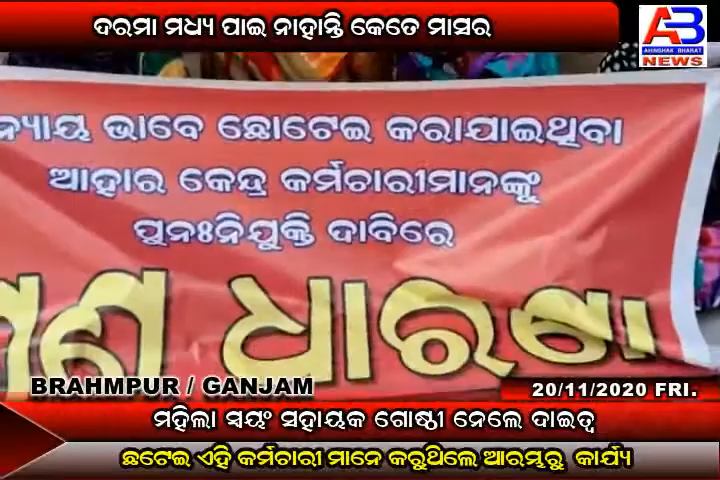 ଦରମା ମଧ୍ୟ ପାଇ ନାହାନ୍ତି କେତେ ମାସର
AB
AHINSHAK BHARAT
NEWS
ଭାବେ ଛୋଟେଇ କରାଯାଇଥିବା
ଆହାର କେନ୍ଦ୍ର କର୍ମଚାରୀମାନଙ୍କୁ
ପୁନଃନିଯୁକ୍ତି ଦାବିରେ
ଧାରଣା
BRAHMPUR / GANJAM
20/11/2020 FRI.
ମହିଲା ସ୍ୱୟଂ ସହାୟକ ଗୋଷ୍ଠୀ ନେଲେ ଦାଇତ୍ୱ
ଛଟେଇ ଏହି କର୍ମଚାରୀ ମାନେ କରୁଥିଲେ ଆରମ୍ଭରୁ କାର୍ଯ୍ୟ